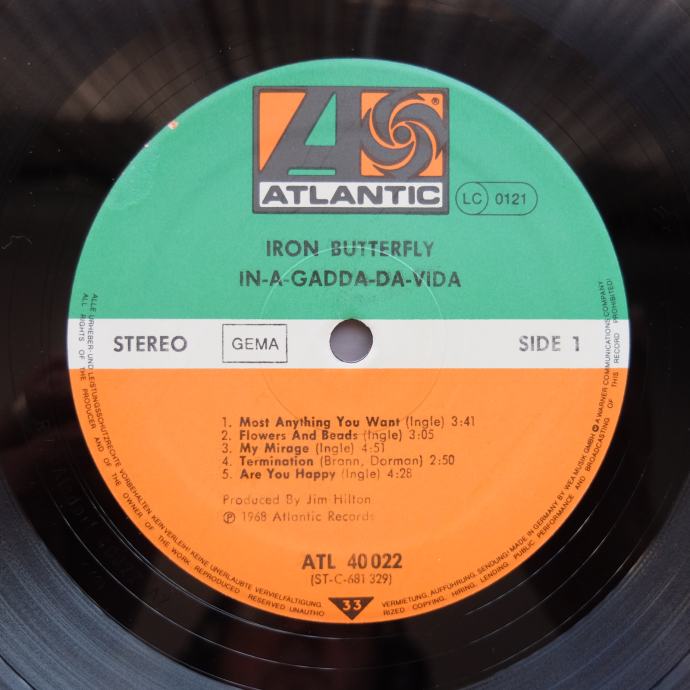 ATLANTIC
®
LC 0121
IRON BUTTERFLY
IN-A-GADDA-DA-VIDA
STEREO
GEMA
SIDE 1
1. Most Anything You Want (Ingle) 3:41
2. Flowers And Beads (Ingle) 3:05
3. My Mirage (Ingle) 4:51
4. Termination (Brann, Dorman) 2:50
5. Are You Happy (Ingle) 4:28
Produced By Jim Hilton
℗ 1968 Atlantic Records
ATL 40 022
(ST-C-681 329)
33
ALLE URHEBER- UND LEISTUNGSSCHUTZRECHTE VORBEHALTEN. KEIN VERLEIH! KEINE UNERLAUBTE VERVIELFÄLTIGUNG, VERMIETUNG, AUFFÜHRUNG, SENDUNG! MADE IN GERMANY BY WEA MUSIK GMBH A WARNER COMMUNICATIONS COMPANY
ALL RIGHTS OF THE PRODUCER AND OF THE OWNER OF THE WORK REPRODUCED RESERVED UNAUTHO RIZED COPYING, HIRING, LENDING, PUBLIC PERFORMANCE AND BROADCASTING OF THIS RECORD PROHIBITED!